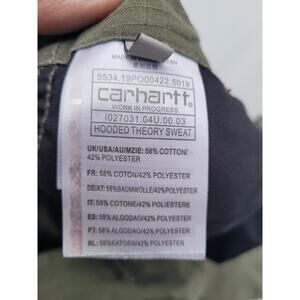 5534.19PO00422.5019
carhartt
WORK IN PROGRESS
I027031.04U.00.03
HOODED THEORY SWEAT
UK/USA/AU/MZIE: 58% COTTON/
42% POLYESTER
FR: 58% COTON/42% POLYESTER
DE/AT: 58%BAUMWOLLE/42% POLYESTER
IT: 58% COTONE/42% POLIESTERE
ES: 58% ALGODAO/42% POLYESTER
PT: 58% ALGODAO/42% POLYESTER
NL: 58%KATOEN/42% POLYESTER